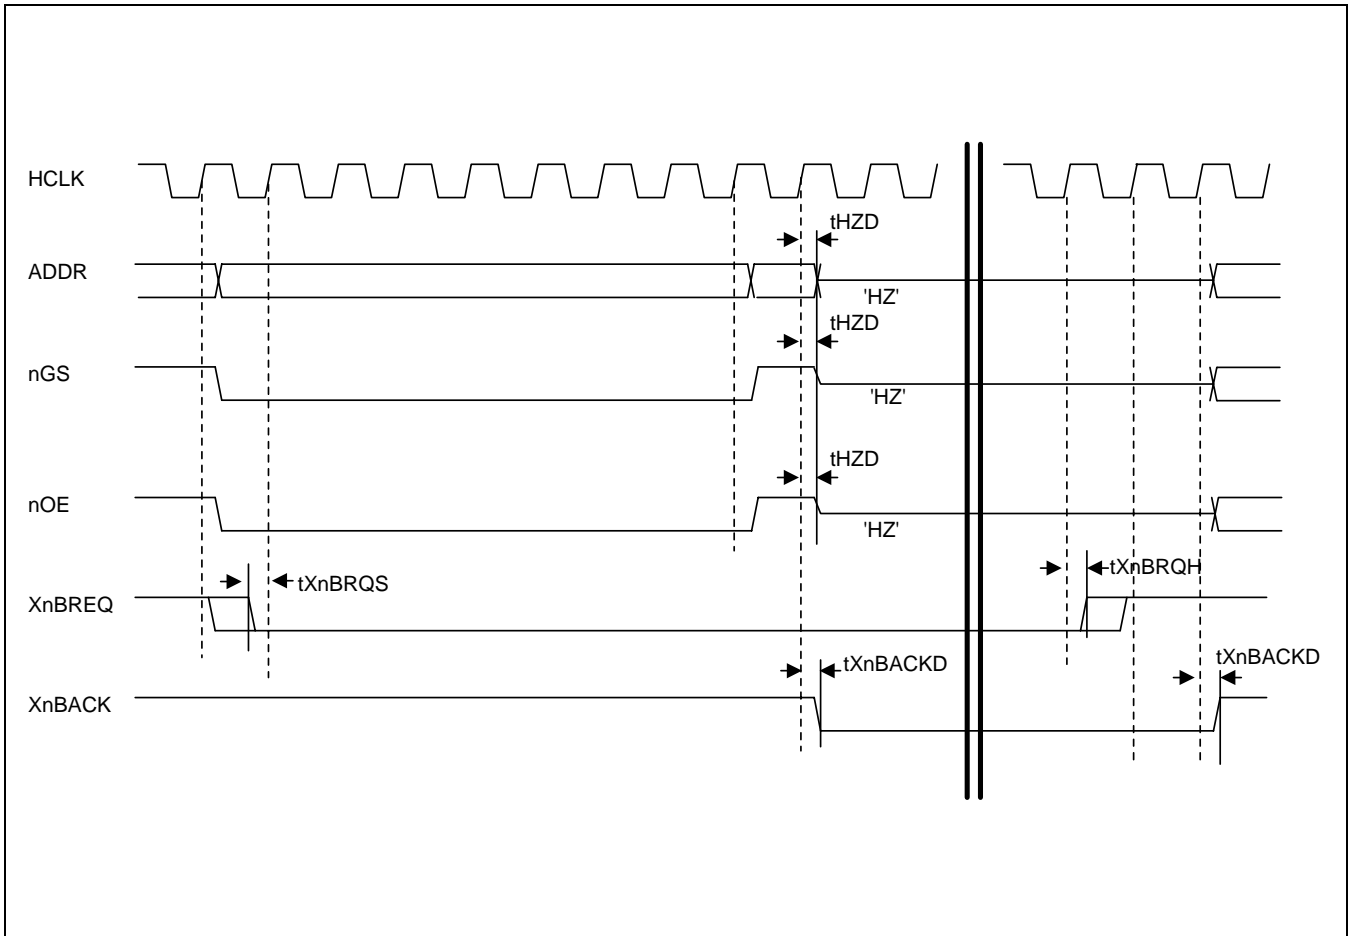 HCLK
tHZD
ADDR
'HZ'
tHZD
nGS
'HZ'
tHZD
nOE
'HZ'
tXnBRQS
tXnBRQH
XnBREQ
tXnBACKD
tXnBACKD
XnBACK